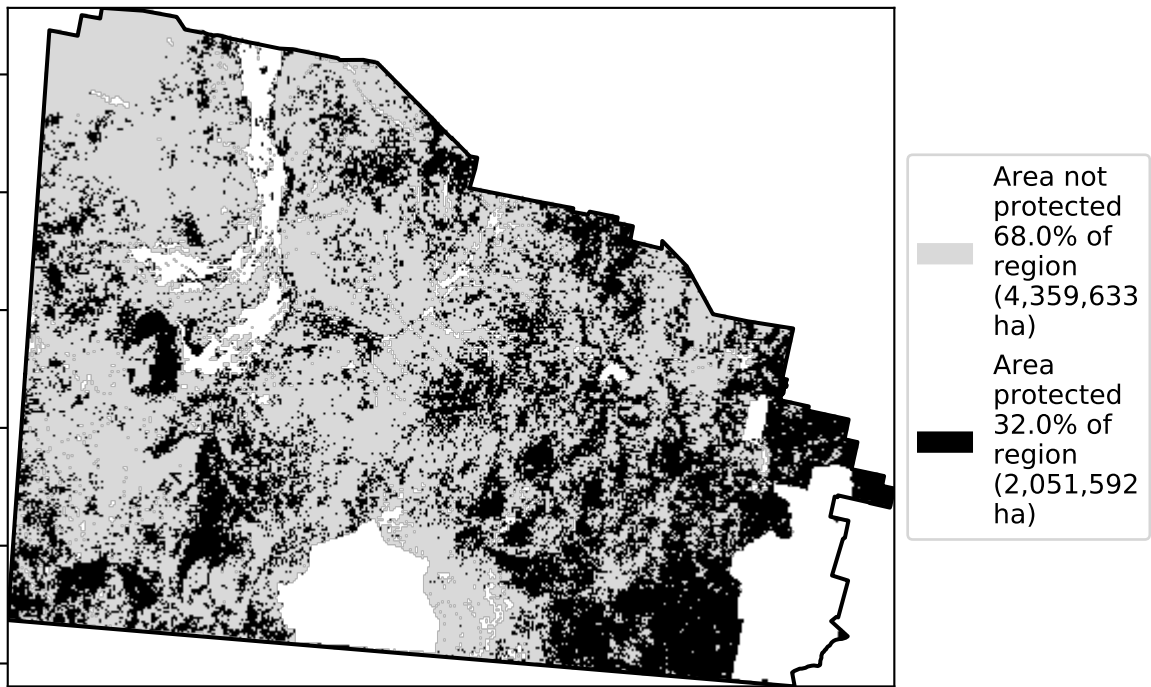 Area not
protected
68.0% of
region
(4,359,633
ha)
Area
protected
32.0% of
region
(2,051,592
ha)